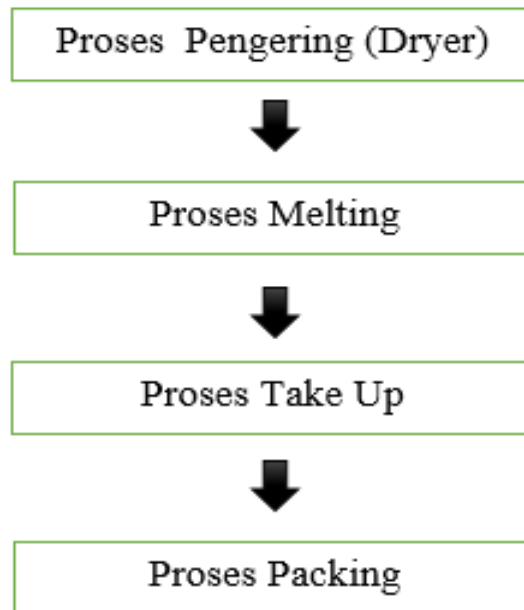 Proses Pengering (Dryer)
Proses Melting
Proses Take Up
Proses Packing